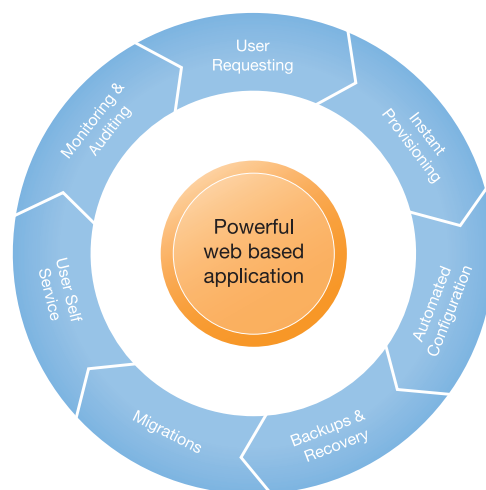 User
Requesting
Instant
Provisioning
Automated
Configuration
Backups &
Recovery
Migrations
User Self
Service
Monitoring &
Auditing
Powerful
web based
application